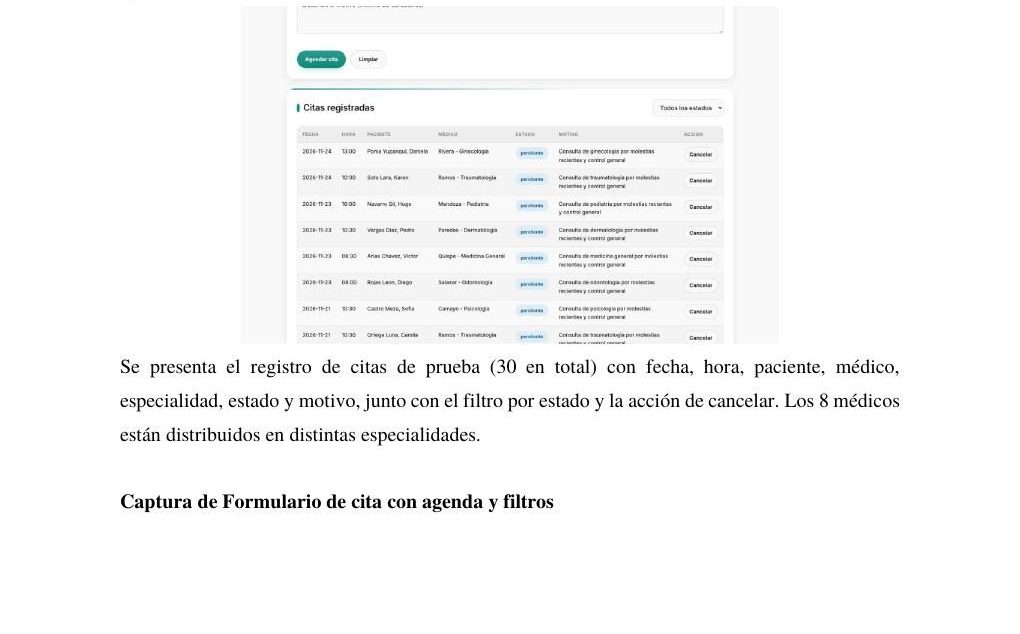 Agendar cita Limpiar
Citas registradas Todos los estados
FECHA HORA PACIENTE MÉDICO ESTADO MOTIVO ACCIÓN
2026-11-24 13:00 Poma Yupanqui, Daniela Rivera - Ginecología pendiente Consulta de ginecología por molestias Cancelar
recientes y control general
2026-11-24 10:30 Soto Lara, Karen Ramos - Traumatología pendiente Consulta de traumatología por molestias Cancelar
recientes y control general
2026-11-23 Navarro Gil, Hugo Mendoza - Pediatría pendiente Consulta de pediatría por molestias recientes Cancelar
y control general
2026-11-23 10:30 Vargas Díaz, Pedro Paredes - Dermatología pendiente Consulta de dermatología por molestias Cancelar
recientes y control general
2026-11-23 Arias Chávez, Víctor Quispe - Medicina General pendiente Consulta de medicina general por molestias Cancelar
recientes y control general
2026-11-23 Rojas León, Diego Salazar - Odontología pendiente Consulta de odontología por molestias Cancelar
recientes y control general
2026-11-21 10:30 Castro Meza, Sofía Camayo - Psicología pendiente Consulta de psicología por molestias Cancelar
recientes y control general
2026-11-21 10:30 Ortega Luna, Camila Ramos - Traumatología pendiente Consulta de traumatología por molestias Cancelar
recientes y control general
Se presenta el registro de citas de prueba (30 en total) con fecha, hora, paciente, médico,
especialidad, estado y motivo, junto con el filtro por estado y la acción de cancelar. Los 8 médicos
están distribuidos en distintas especialidades.
Captura de Formulario de cita con agenda y filtros